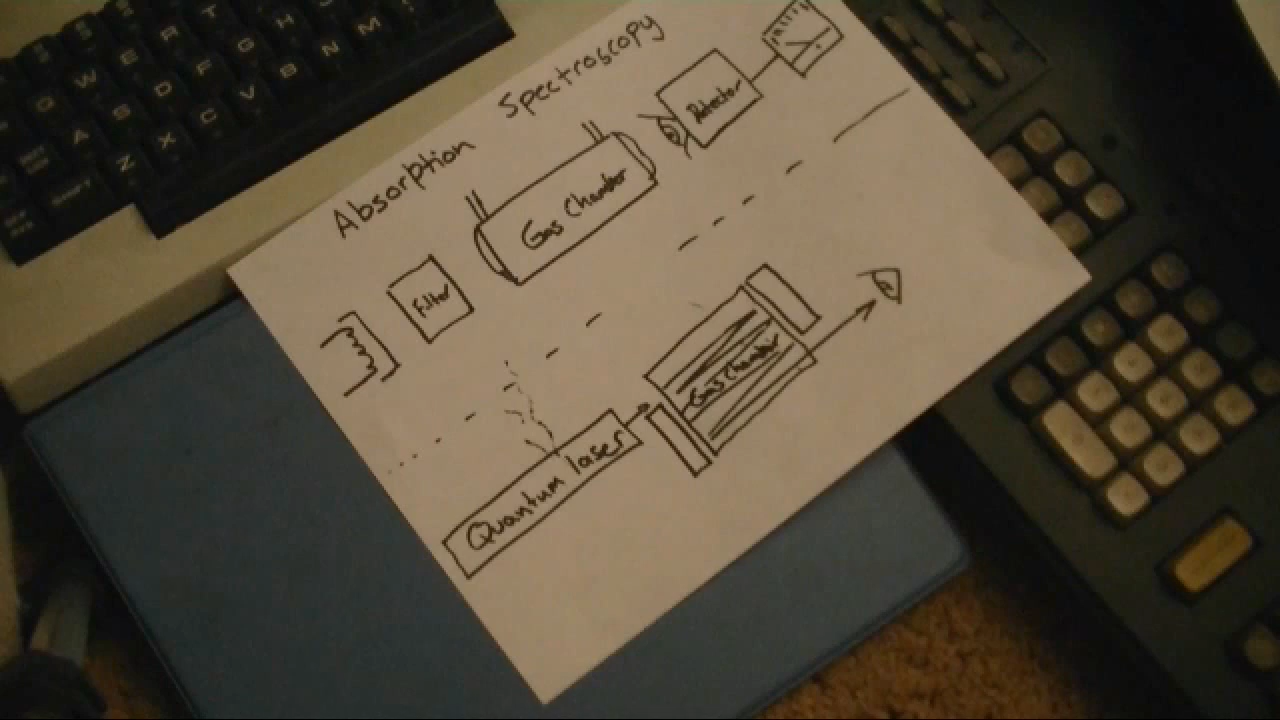 Absorption Spectroscopy
Filter
Gas Chamber
Detector
Quantum laser
Gas Chamber
T
W E R G H
Q D F
A S C V B N M
Z X